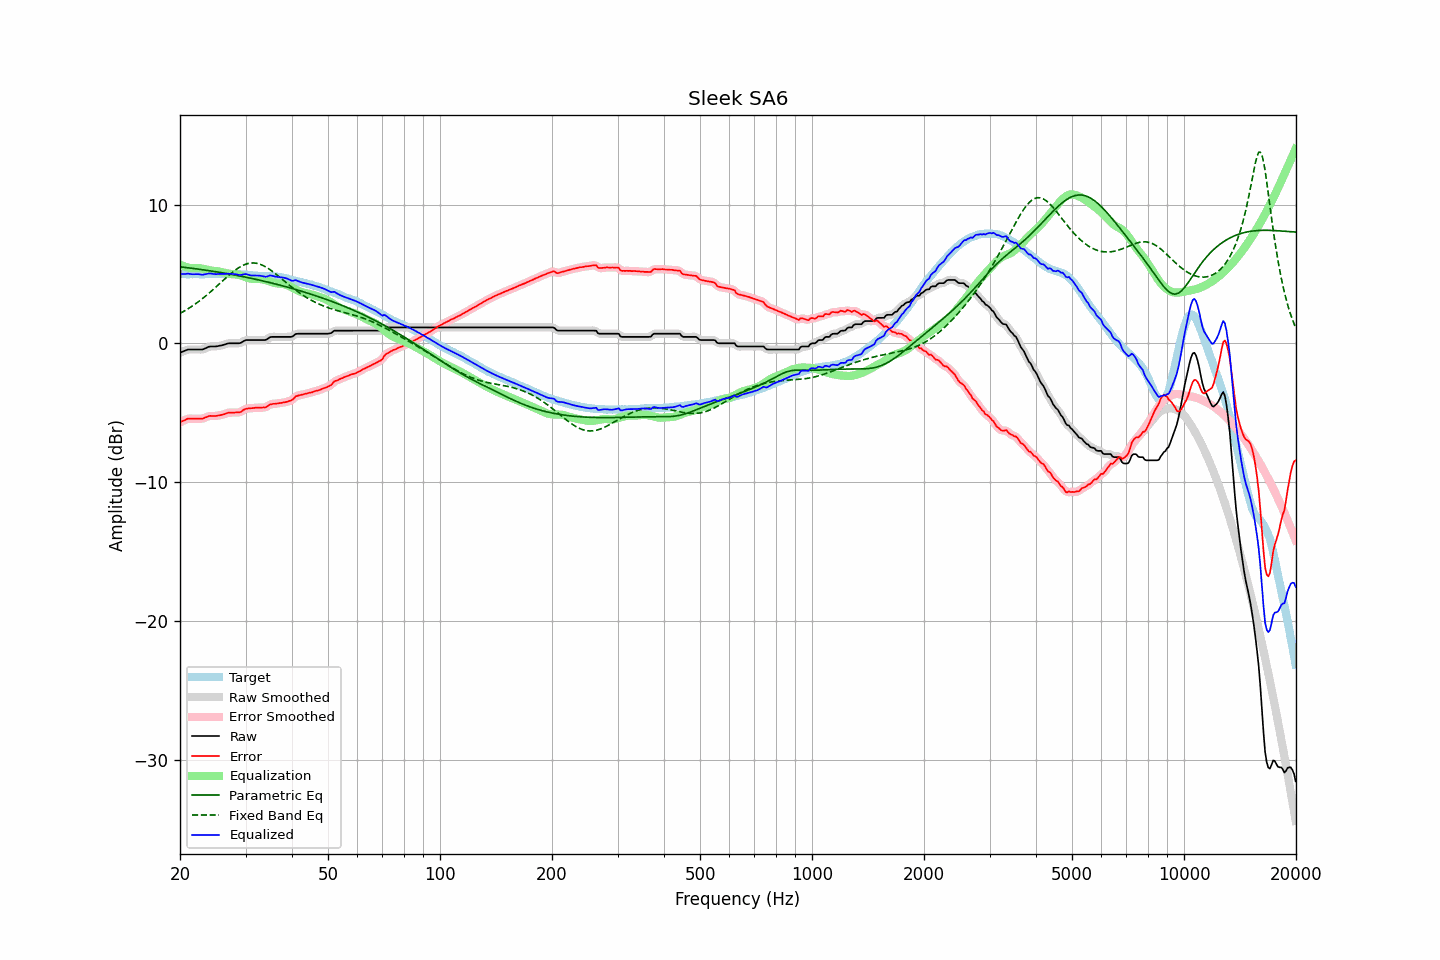 Sleek SA6
Amplitude (dBr)
10
0
−10
−20
−30
Target
Raw Smoothed
Error Smoothed
Raw
Error
Equalization
Parametric Eq
Fixed Band Eq
Equalized
20 50 100 200 500 1000 2000 5000 10000 20000
Frequency (Hz)